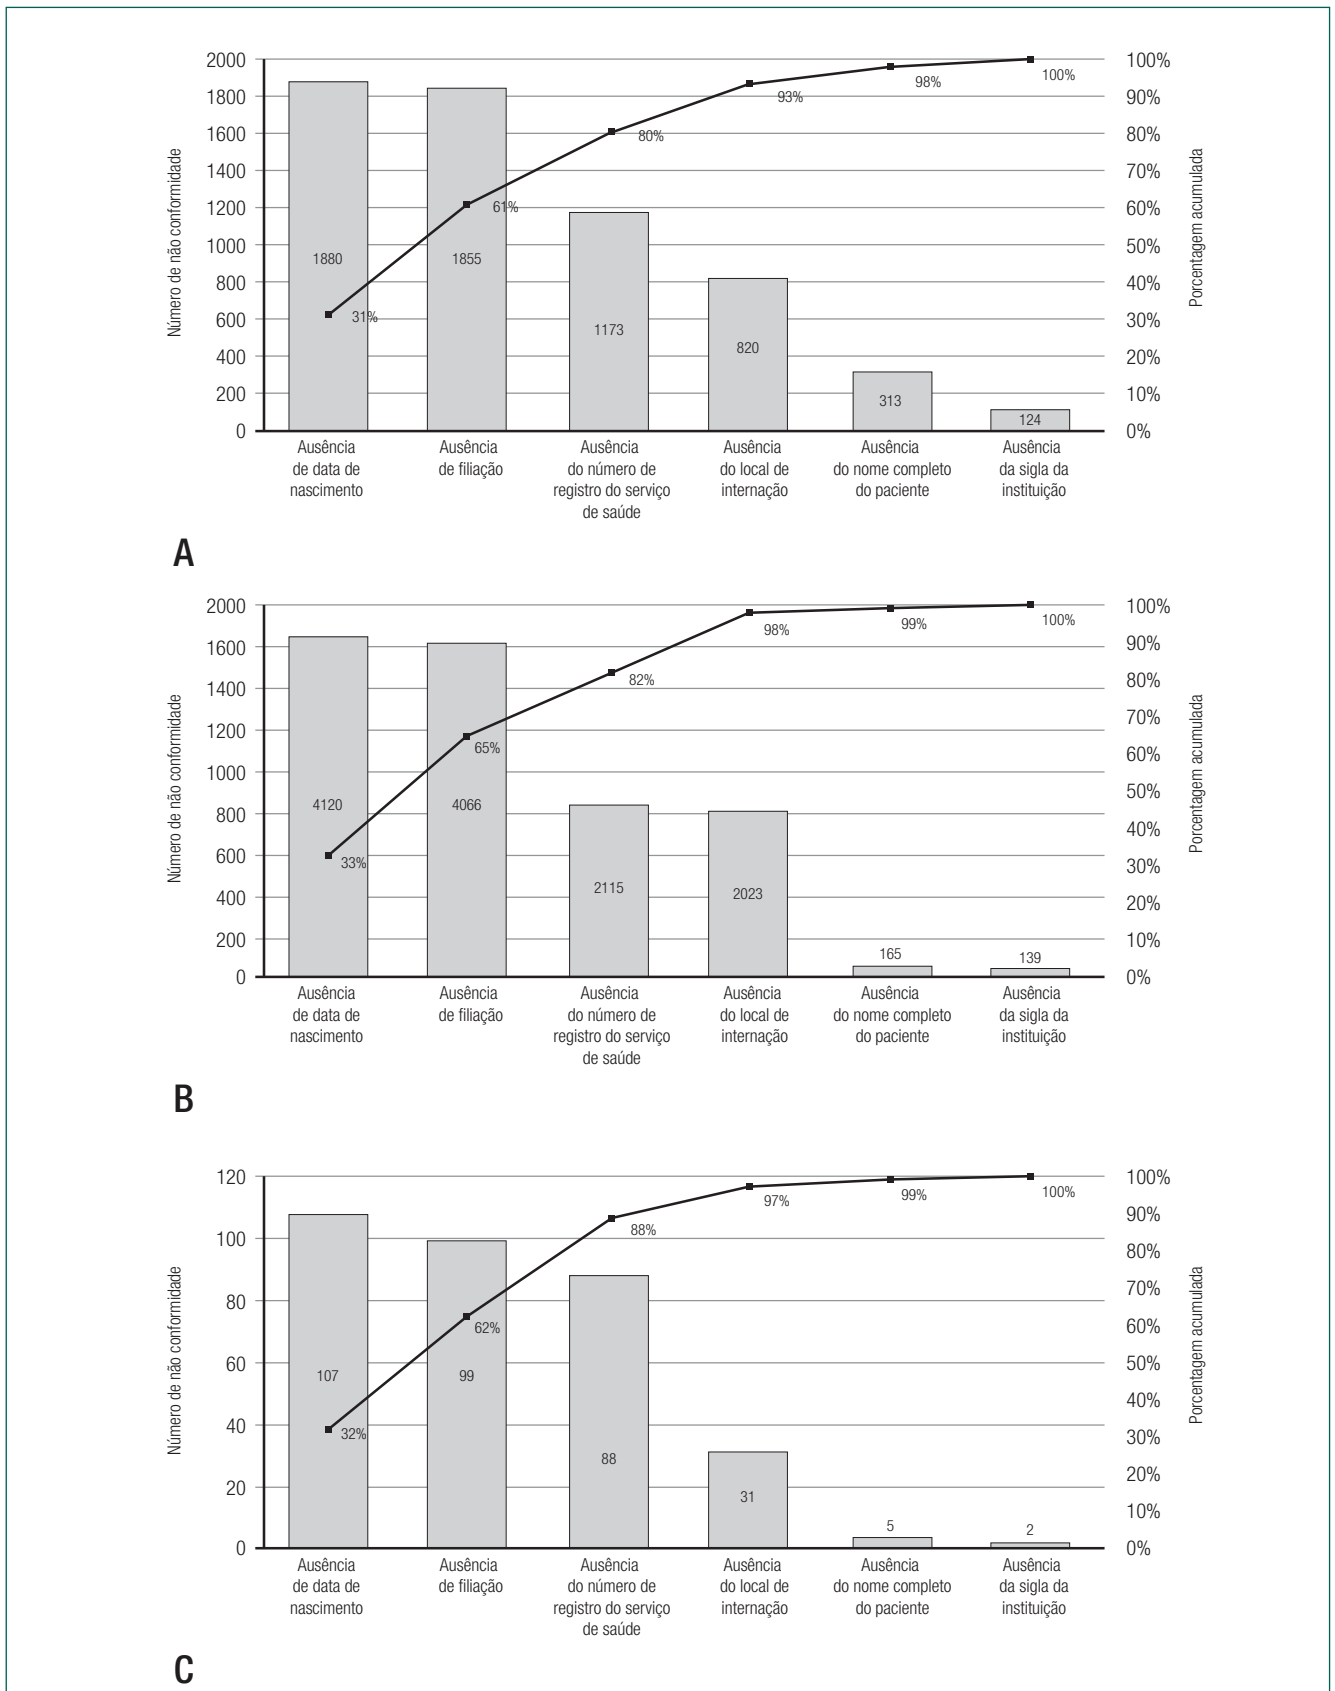 2000
1800
1600
1400
1200
1000
800
600
400
200
0
Número de não conformidade
100%
90%
80%
70%
60%
50%
40%
30%
20%
10%
0%
Porcentagem acumulada
31%
61%
80%
93%
98%
100%
1880
1855
1173
820
313
124
Ausência
de data de
nascimento
Ausência
de filiação
Ausência
do número de
registro do serviço
de saúde
Ausência
do local de
internação
Ausência
do nome completo
do paciente
Ausência
da sigla da
instituição
A
2000
1600
1400
1200
1000
800
600
400
200
0
Número de não conformidade
100%
90%
80%
70%
60%
50%
40%
30%
20%
10%
0%
Porcentagem acumulada
33%
65%
82%
98%
99%
100%
4120
4066
2115
2023
165
139
Ausência
de data de
nascimento
Ausência
de filiação
Ausência
do número de
registro do serviço
de saúde
Ausência
do local de
internação
Ausência
do nome completo
do paciente
Ausência
da sigla da
instituição
B
120
100
80
60
40
20
0
Número de não conformidade
100%
90%
80%
70%
60%
50%
40%
30%
20%
10%
0%
Porcentagem acumulada
32%
62%
88%
97%
99%
100%
107
99
88
31
5
2
Ausência
de data de
nascimento
Ausência
de filiação
Ausência
do número de
registro do serviço
de saúde
Ausência
do local de
internação
Ausência
do nome completo
do paciente
Ausência
da sigla da
instituição
C